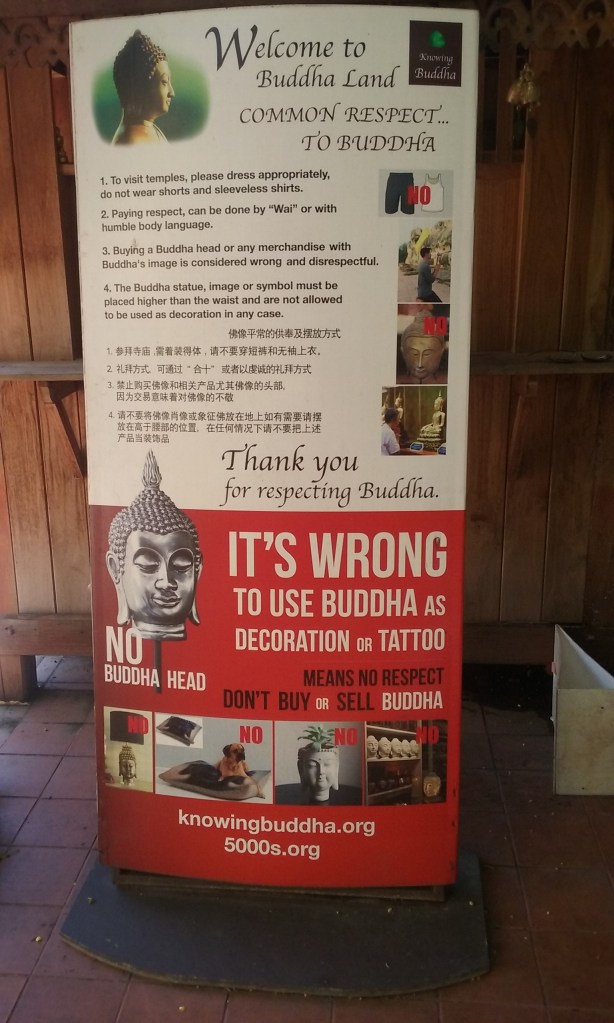 Welcome to
Buddha Land
Knowing
Buddha
COMMON RESPECT...
TO BUDDHA
1. To visit temples, please dress appropriately,
do not wear shorts and sleeveless shirts.
NO
2. Paying respect, can be done by "Wai" or with
humble body language.
3. Buying a Buddha head or any merchandise with
Buddha's image is considered wrong and disrespectful.
4. The Buddha statue, image or symbol must be
placed higher than the waist and are not allowed
to be used as decoration in any case.
NO
佛像平常的供奉及摆放方式
1. 参拜寺庙,需着装得体,请不要穿短裤和无袖上衣。
2. 礼拜方式, 可通过 "合十" 或者以虔诚的礼拜方式
3. 禁止购买佛像和相关产品尤其佛像的头部,
因为交易意味着对佛像的不敬
4. 请不要将佛像肖像或象征佛放在地上如有需要请摆
放在高于腰部的位置, 在任何情况下请不要把上述
产品当装饰品
Thank you
for respecting Buddha.
IT'S WRONG
TO USE BUDDHA AS
DECORATION OR TATTOO
NO
BUDDHA HEAD
MEANS NO RESPECT
DON'T BUY OR SELL BUDDHA
NO
NO
NO
NO
knowingbuddha.org
5000s.org